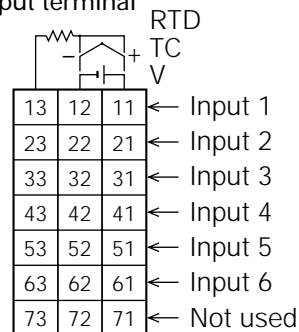 terminal
RTD
TC
V
− +
13 12 11 ← Input 1
23 22 21 ← Input 2
33 32 31 ← Input 3
43 42 41 ← Input 4
53 52 51 ← Input 5
63 62 61 ← Input 6
73 72 71 ← Not used